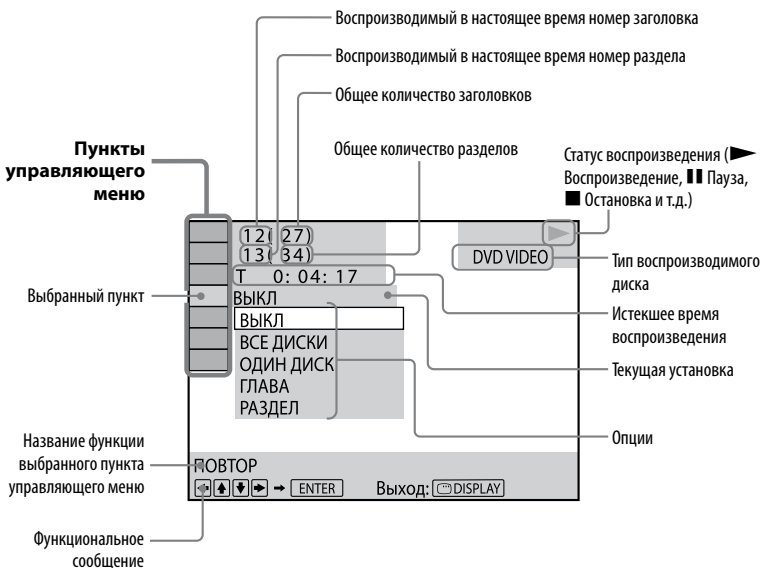 Воспроизводимый в настоящее время номер заголовка
Воспроизводимый в настоящее время номер раздела
Общее количество заголовков
Общее количество разделов
Пункты
управляющего
меню
Статус воспроизведения (▶
Воспроизведение, ▮▮ Пауза,
■ Остановка и т.д.)
12( 27)
13( 34)
T 0: 04: 17
DVD VIDEO
Тип воспроизводимого
диска
Выбранный пункт
ВЫКЛ
ВЫКЛ
ВСЕ ДИСКИ
ОДИН ДИСК
ГЛАВА
РАЗДЕЛ
Истекшее время
воспроизведения
Текущая установка
Опции
Название функции
выбранного пункта
управляющего меню
ПОВТОР
←↑↓→ → ENTER Выход: DISPLAY
Функциональное
сообщение